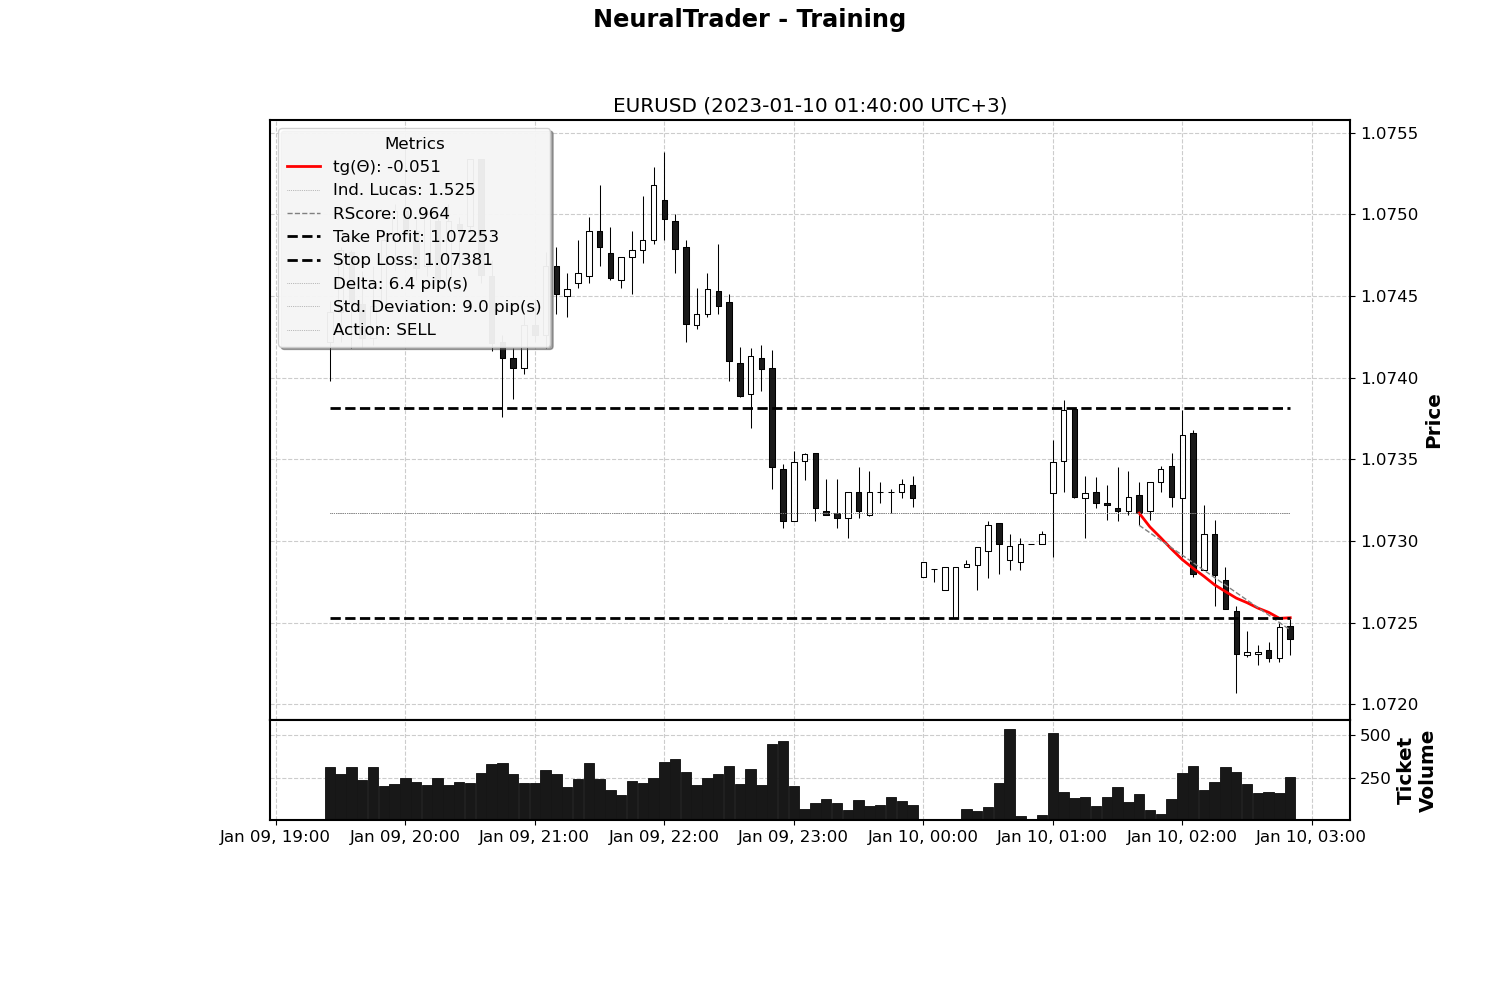 NeuralTrader - Training
EURUSD (2023-01-10 01:40:00 UTC+3)
Metrics
tg(Θ): -0.051
Ind. Lucas: 1.525
RScore: 0.964
Take Profit: 1.07253
Stop Loss: 1.07381
Delta: 6.4 pip(s)
Std. Deviation: 9.0 pip(s)
Action: SELL
1.0755
1.0750
1.0745
1.0740
1.0735
1.0730
1.0725
1.0720
Price
500
250
Ticket
Volume
Jan 09, 19:00
Jan 09, 20:00
Jan 09, 21:00
Jan 09, 22:00
Jan 09, 23:00
Jan 10, 00:00
Jan 10, 01:00
Jan 10, 02:00
Jan 10, 03:00